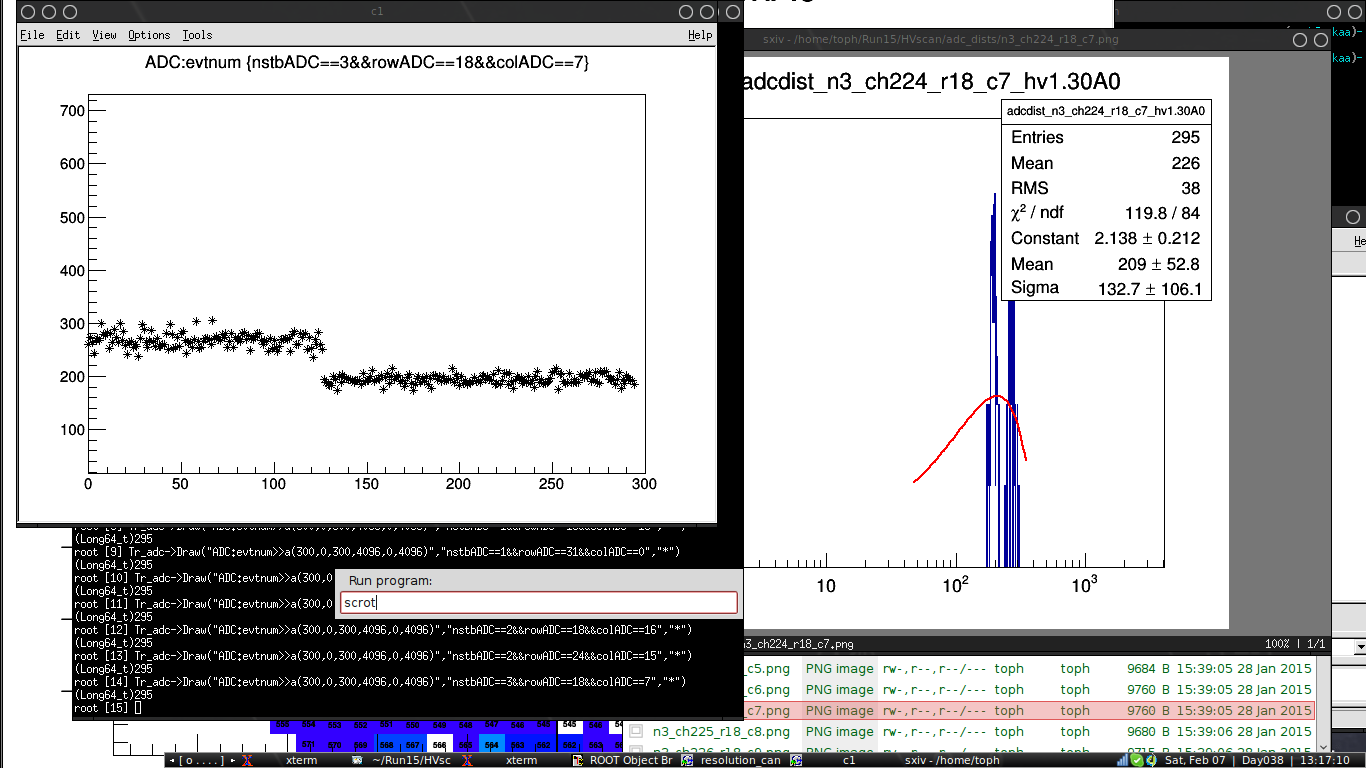 c1
File Edit View Options Tools Help
ADC:evtnum {nstbADC==3&&rowADC==18&&colADC==7}
700
600
500
400
300
200
100
0 50 100 150 200 250 300
sxiv - /home/toph/Run15/HVscan/adc_dists/n3_ch224_r18_c7.png
adcdist_n3_ch224_r18_c7_hv1.30A0
adcdist_n3_ch224_r18_c7_hv1.30A0
Entries 295
Mean 226
RMS 38
χ² / ndf 119.8 / 84
Constant 2.138 ± 0.212
Mean 209 ± 52.8
Sigma 132.7 ± 106.1
10 10² 10³
kaa)-
kaa)-
He
(Long64_t)295
root [9] Tr_adc->Draw("ADC:evtnum>>a(300,0,300,4096,0,4096)","nstbADC==1&&rowADC==31&&colADC==0","*")
(Long64_t)295
root [10] Tr_adc->Draw("ADC:evtnum>>a(300,0
(Long64_t)295
root [11] Tr_adc->Draw("ADC:evtnum>>a(300,0
(Long64_t)295
root [12] Tr_adc->Draw("ADC:evtnum>>a(300,0,300,4096,0,4096)","nstbADC==2&&rowADC==18&&colADC==16","*")
(Long64_t)295
root [13] Tr_adc->Draw("ADC:evtnum>>a(300,0,300,4096,0,4096)","nstbADC==2&&rowADC==24&&colADC==15","*")
(Long64_t)295
root [14] Tr_adc->Draw("ADC:evtnum>>a(300,0,300,4096,0,4096)","nstbADC==3&&rowADC==18&&colADC==7","*")
(Long64_t)295
root [15]
Run program:
scrot
3_ch224_r18_c7.png 100% | 1/1
_c5.png PNG image rw-,r--,r--/--- toph toph 9684 B 15:39:05 28 Jan 2015
_c6.png PNG image rw-,r--,r--/--- toph toph 9760 B 15:39:05 28 Jan 2015
_c7.png PNG image rw-,r--,r--/--- toph toph 9760 B 15:39:05 28 Jan 2015
n3_ch225_r18_c8.png PNG image rw-,r--,r--/--- toph toph 9680 B 15:39:06 28 Jan 2015
566 564
[ o . . . . ] xterm ~/Run15/HVsc xterm ROOT Object Br resolution_can c1 sxiv - /home/toph Sat, Feb 07 | Day038 | 13:17:10